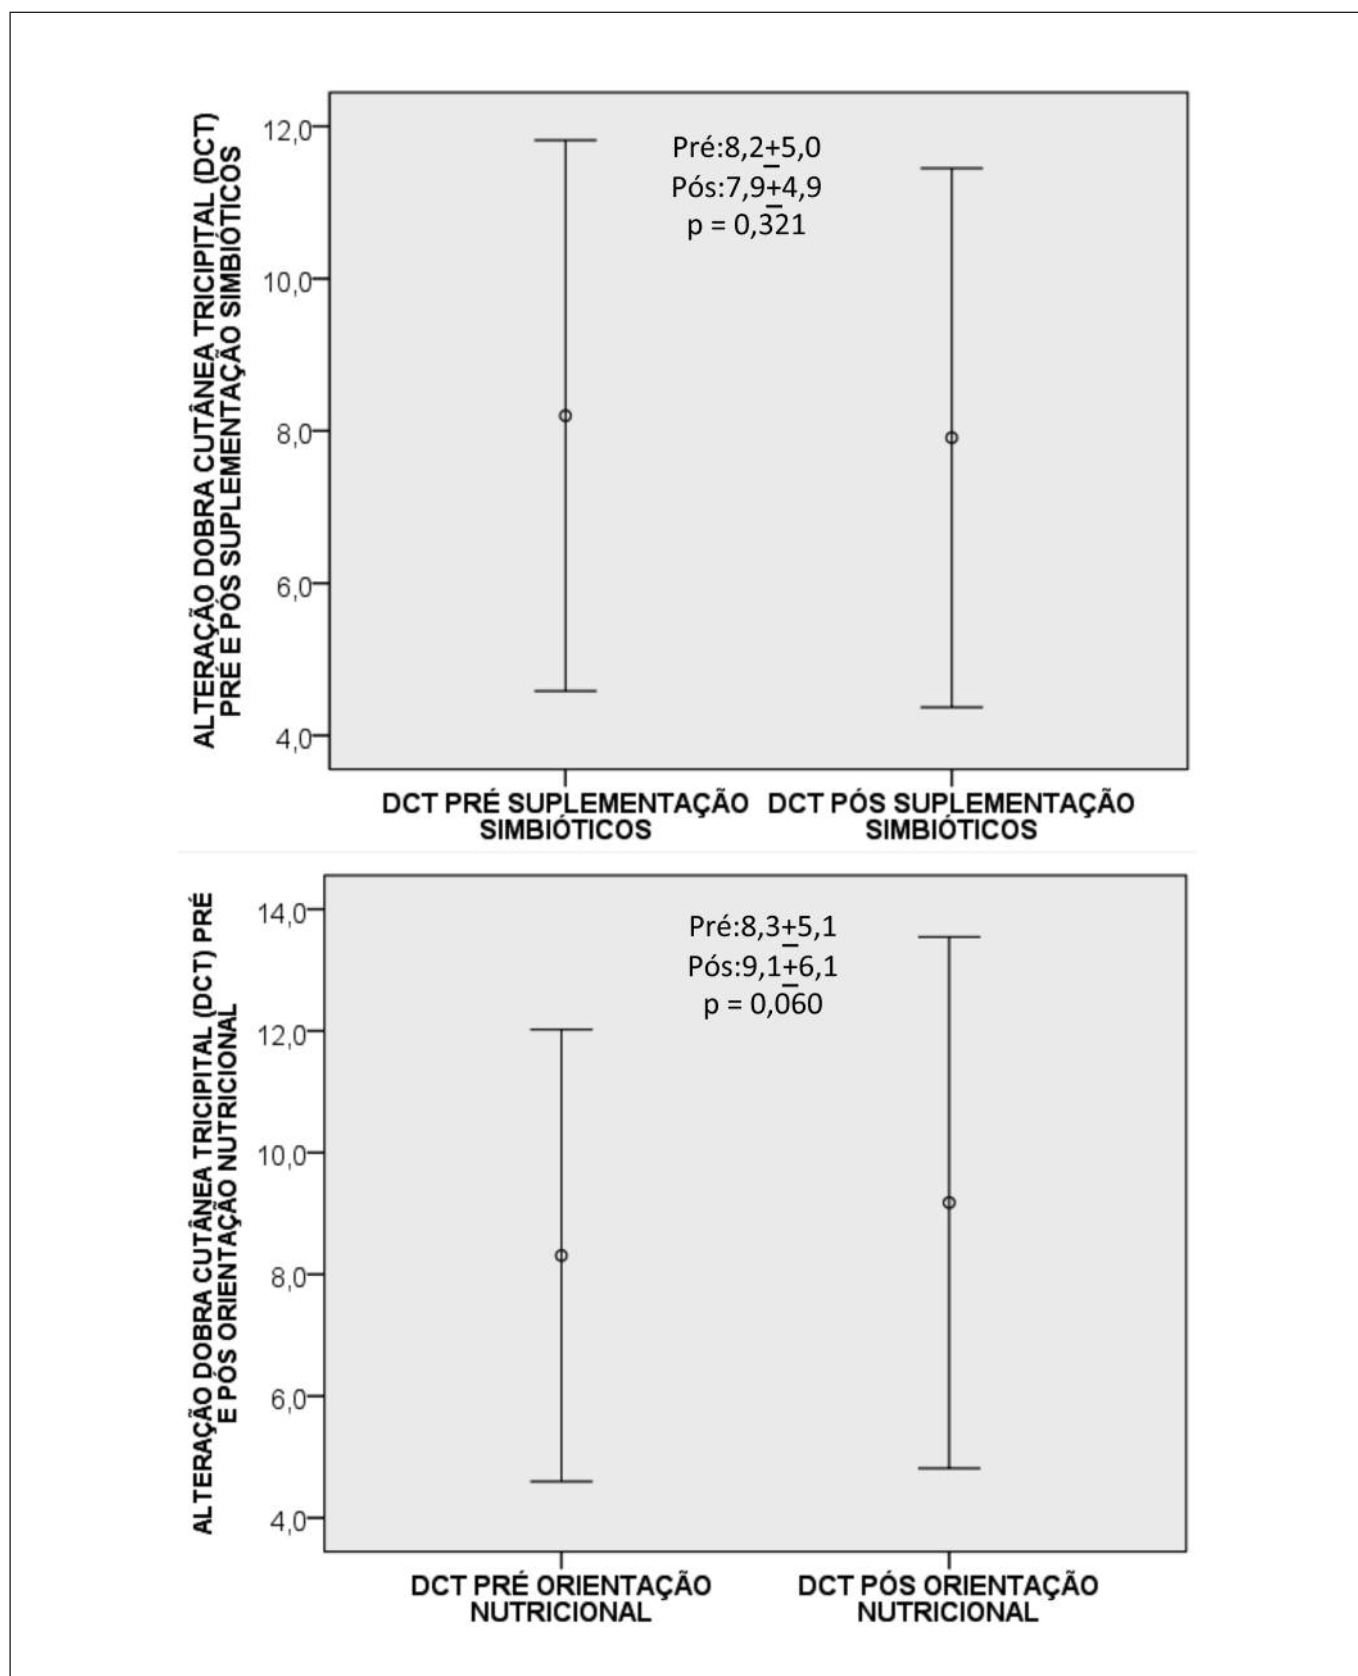 ALTERAÇÃO DOBRA CUTÂNEA TRICIPITAL (DCT)
PRÉ E PÓS SUPLEMENTAÇÃO SIMBIÓTICOS
12,0
10,0
8,0
6,0
4,0
Pré:8,2+5,0
Pós:7,9+4,9
p = 0,321
DCT PRÉ SUPLEMENTAÇÃO
SIMBIÓTICOS
DCT PÓS SUPLEMENTAÇÃO
SIMBIÓTICOS
ALTERAÇÃO DOBRA CUTÂNEA TRICIPITAL (DCT) PRÉ
E PÓS ORIENTAÇÃO NUTRICIONAL
14,0
12,0
10,0
8,0
6,0
4,0
Pré:8,3+5,1
Pós:9,1+6,1
p = 0,060
DCT PRÉ ORIENTAÇÃO
NUTRICIONAL
DCT PÓS ORIENTAÇÃO
NUTRICIONAL